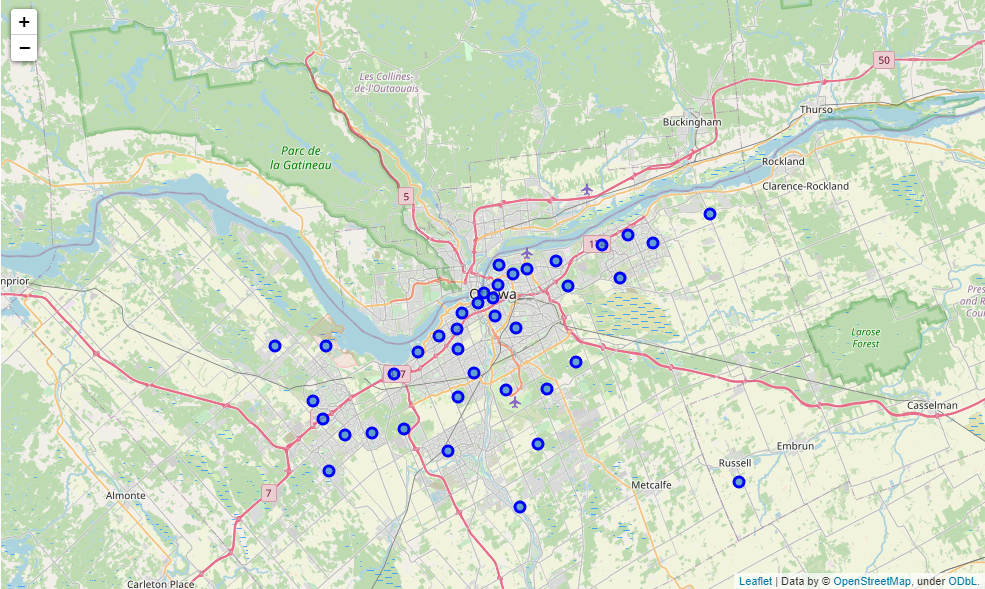 +
−
50
Les Collines-
de-l'Outaouais
Thurso
Buckingham
Parc de
la Gatineau
Rockland
Clarence-Rockland
5
nprior
Larose
Forest
Casselman
Embrun
Russell
Metcalfe
7
Almonte
Carleton Place
Leaflet | Data by © OpenStreetMap, under ODbL.